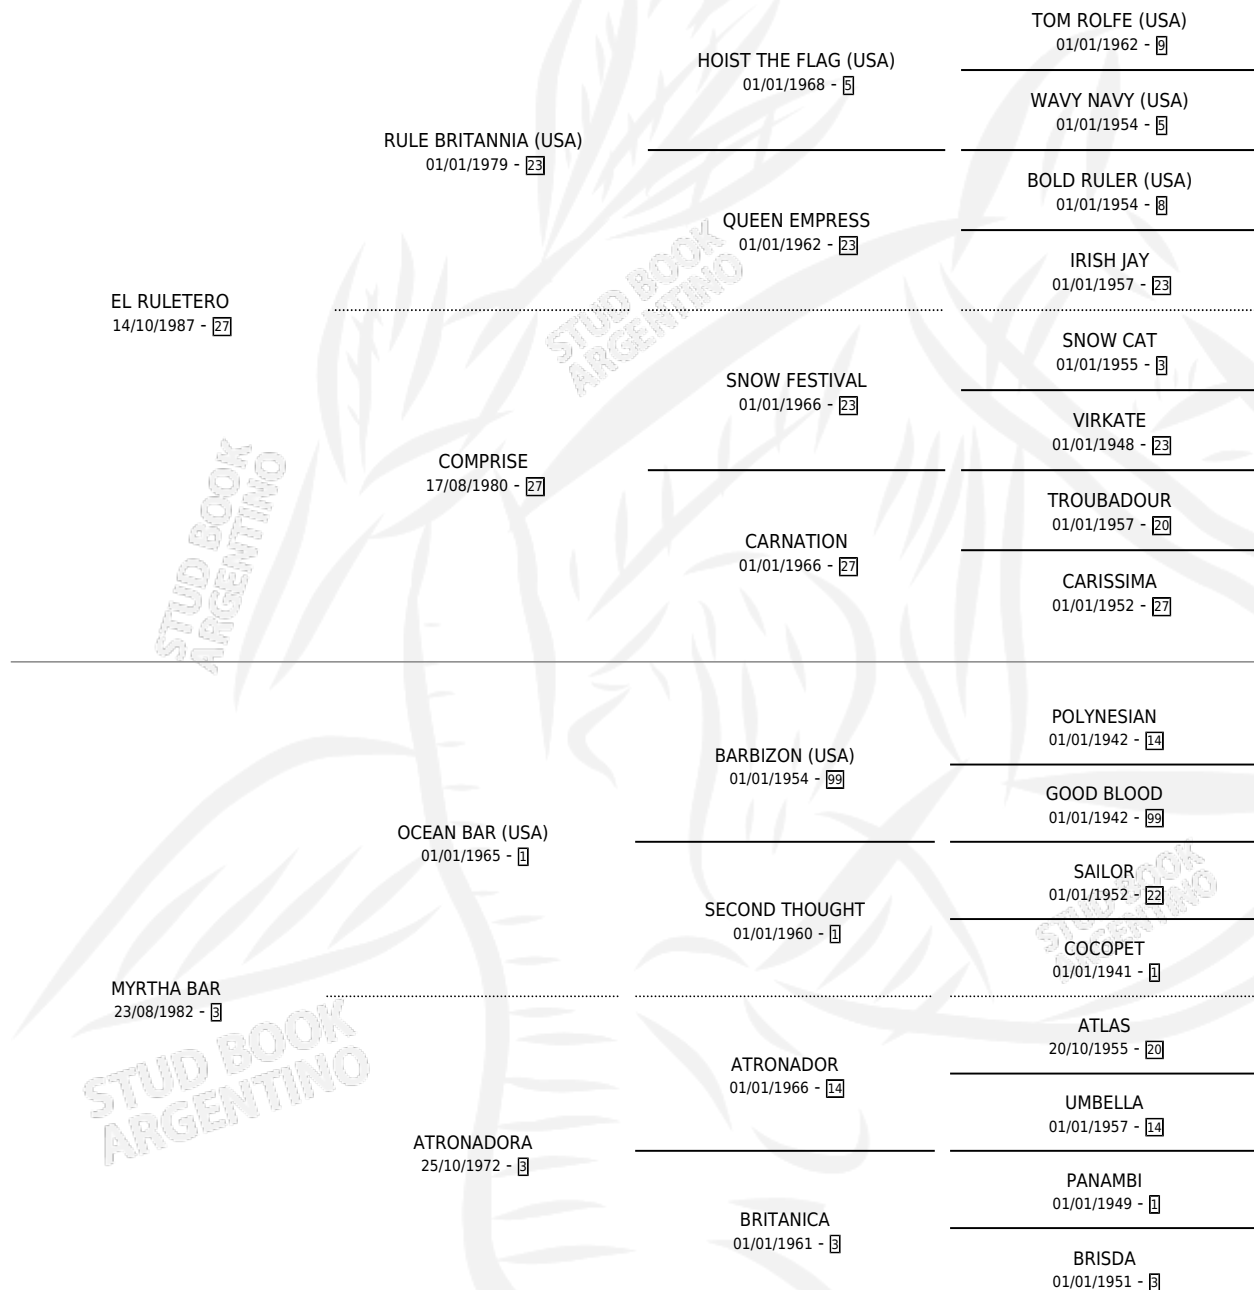 TOM ROLFE (USA)
01/01/1962 - 9
HOIST THE FLAG (USA)
01/01/1968 - 5
WAVY NAVY (USA)
01/01/1954 - 5
RULE BRITANNIA (USA)
01/01/1979 - 23
BOLD RULER (USA)
01/01/1954 - 8
QUEEN EMPRESS
01/01/1962 - 23
IRISH JAY
01/01/1957 - 23
EL RULETERO
14/10/1987 - 27
SNOW CAT
01/01/1955 - 3
SNOW FESTIVAL
01/01/1966 - 23
VIRKATE
01/01/1948 - 23
COMPRISE
17/08/1980 - 27
TROUBADOUR
01/01/1957 - 20
CARNATION
01/01/1966 - 27
CARISSIMA
01/01/1952 - 27
POLYNESIAN
01/01/1942 - 14
BARBIZON (USA)
01/01/1954 - 99
GOOD BLOOD
01/01/1942 - 99
OCEAN BAR (USA)
01/01/1965 - 1
SAILOR
01/01/1952 - 22
SECOND THOUGHT
01/01/1960 - 1
COCOPET
01/01/1941 - 1
MYRTHA BAR
23/08/1982 - 3
ATLAS
20/10/1955 - 20
ATRONADOR
01/01/1966 - 14
UMBELLA
01/01/1957 - 14
ATRONADORA
25/10/1972 - 3
PANAMBI
01/01/1949 - 1
BRITANICA
01/01/1961 - 3
BRISDA
01/01/1951 - 3
STUD BOOK
ARGENTINO
STUD BOOK
ARGENTINO
STUD BOOK
ARGENTINO
STUD BOOK
ARGENTINO